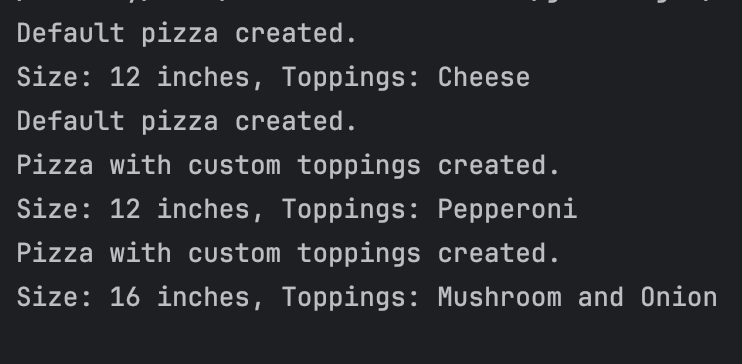 Default pizza created.
Size: 12 inches, Toppings: Cheese
Default pizza created.
Pizza with custom toppings created.
Size: 12 inches, Toppings: Pepperoni
Pizza with custom toppings created.
Size: 16 inches, Toppings: Mushroom and Onion